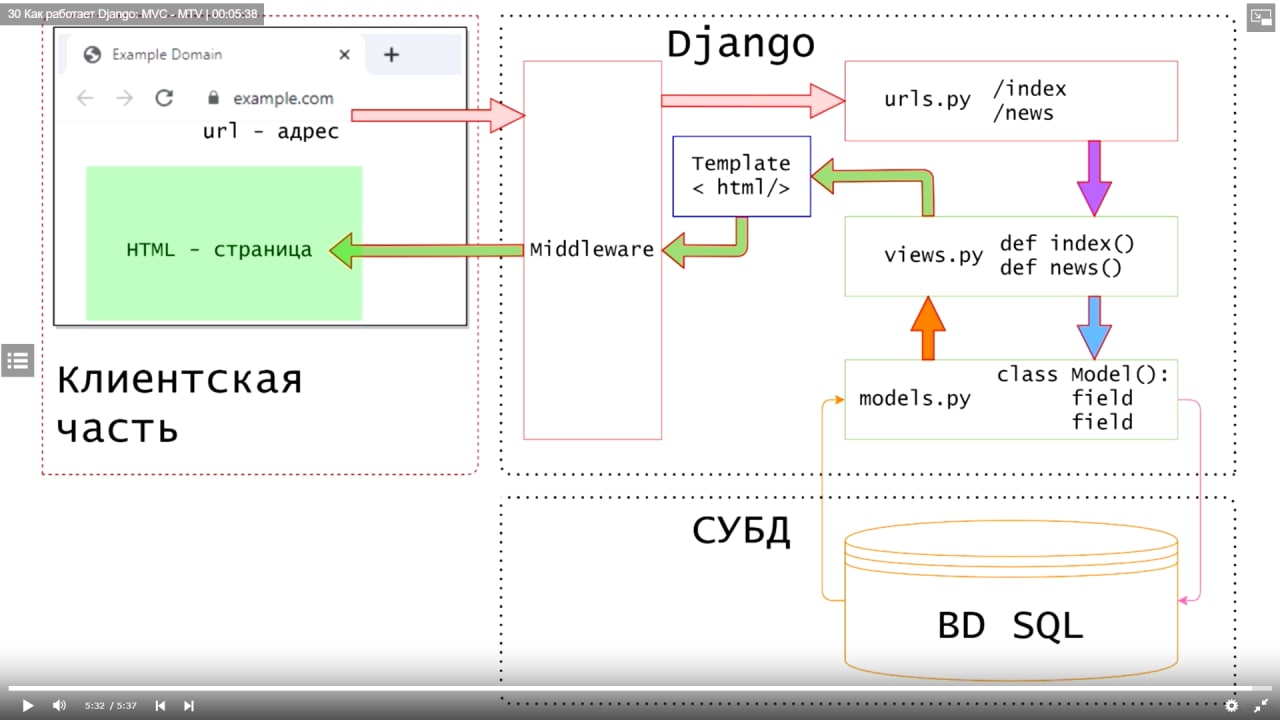 30 Как работает Django: MVC - MTV | 00:05:38
Example Domain
example.com
url - адрес
HTML - страница
Клиентская
часть
Django
Middleware
urls.py
/index
/news
Template
< html/>
views.py
def index()
def news()
models.py
class Model():
field
field
СУБД
BD SQL
5:32 / 5:37